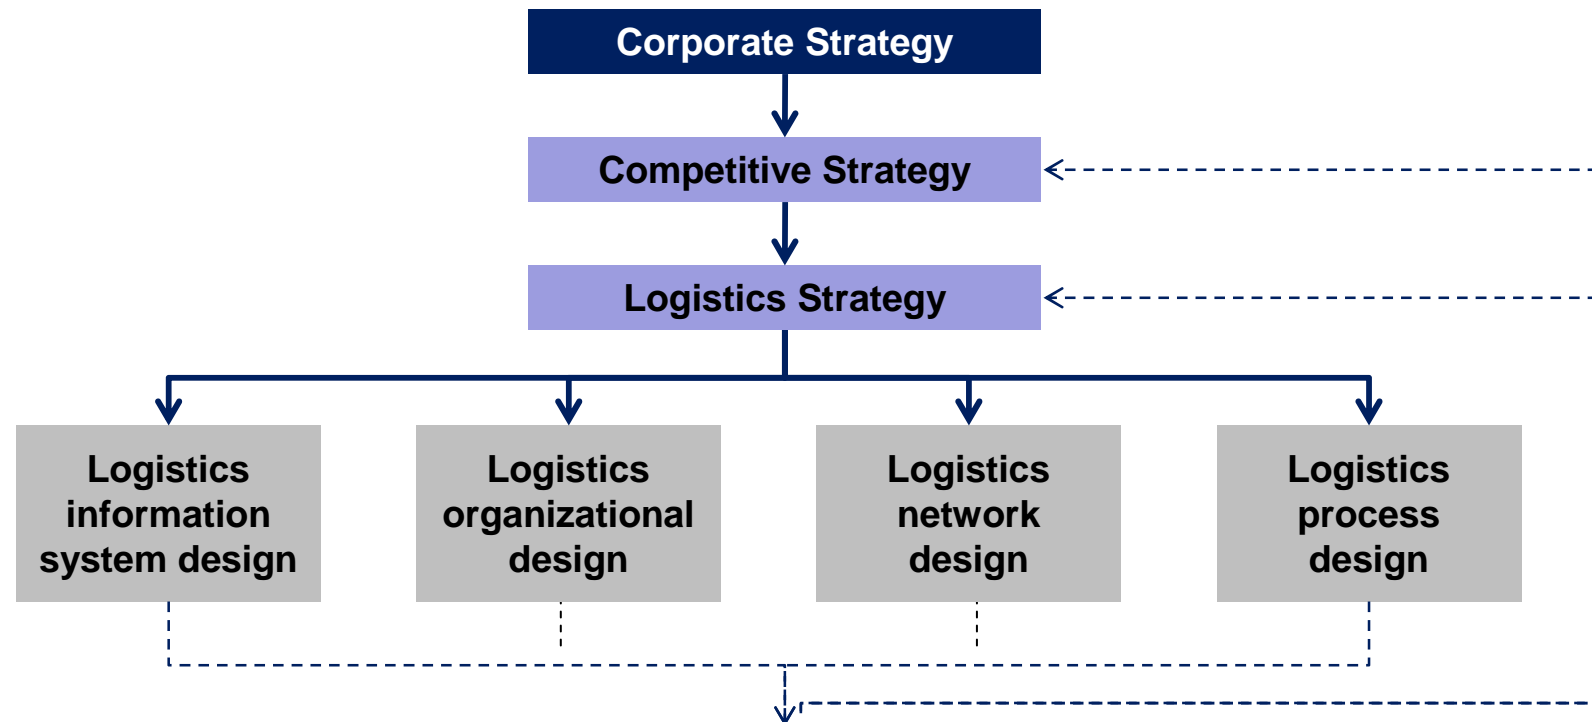 Corporate Strategy
Competitive Strategy
Logistics Strategy
Logistics
information
system design
Logistics
organizational
design
Logistics
network
design
Logistics
process
design